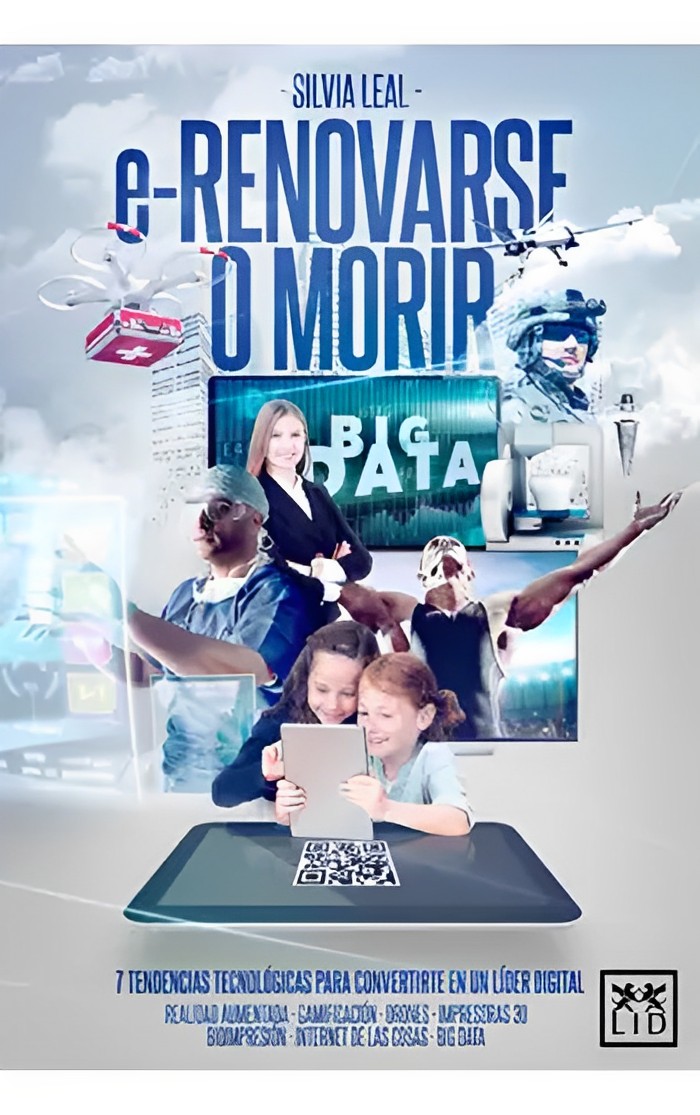 - SILVIA LEAL -
e-RENOVARSE
O MORIR
BIG
DATA
7 TENDENCIAS TECNOLÓGICAS PARA CONVERTIRTE EN UN LÍDER DIGITAL
REALIDAD AUMENTADA - GAMIFICACIÓN - DRONES - IMPRESORAS 3D
BIOIMPRESIÓN - INTERNET DE LAS COSAS - BIG DATA
LID